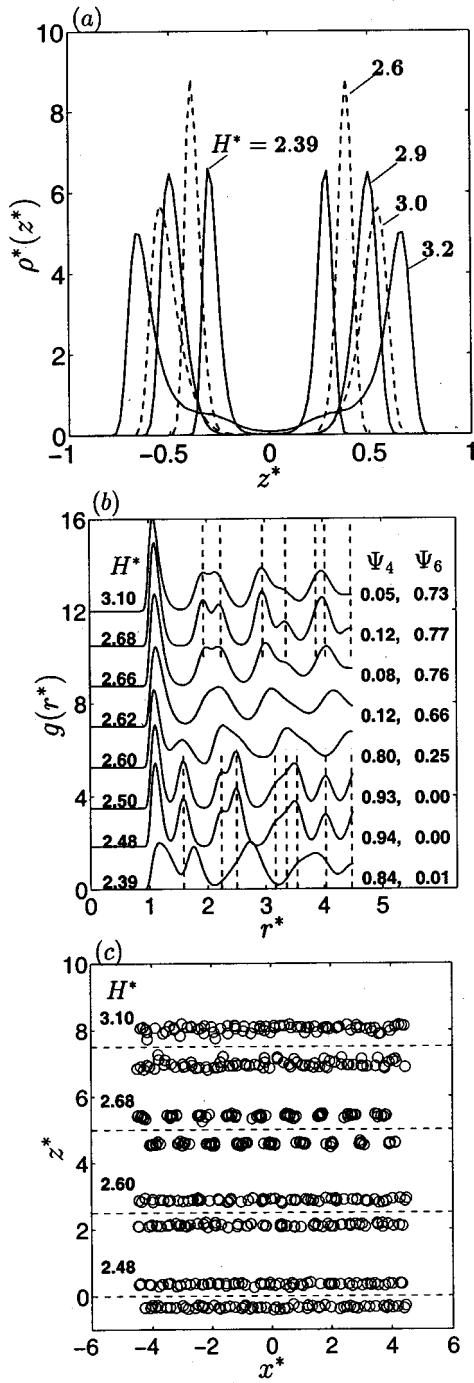 (a)
10
8
6
4
2
0
ρ*(z*)
H* = 2.39
2.6
2.9
3.0
3.2
-1
-0.5
0
0.5
1
z*
(b)
16
12
8
4
0
g(r*)
H*
Ψ4 Ψ6
3.10 0.05, 0.73
2.68 0.12, 0.77
2.66 0.08, 0.76
2.62 0.12, 0.66
2.60 0.80, 0.25
2.50 0.93, 0.00
2.48 0.94, 0.00
2.39 0.84, 0.01
0 1 2 3 4
r*
(c)
10
8
6
4
2
0
z*
H*
3.10
2.68
2.60
2.48
-6 -4 -2 0 2 4 6
x*